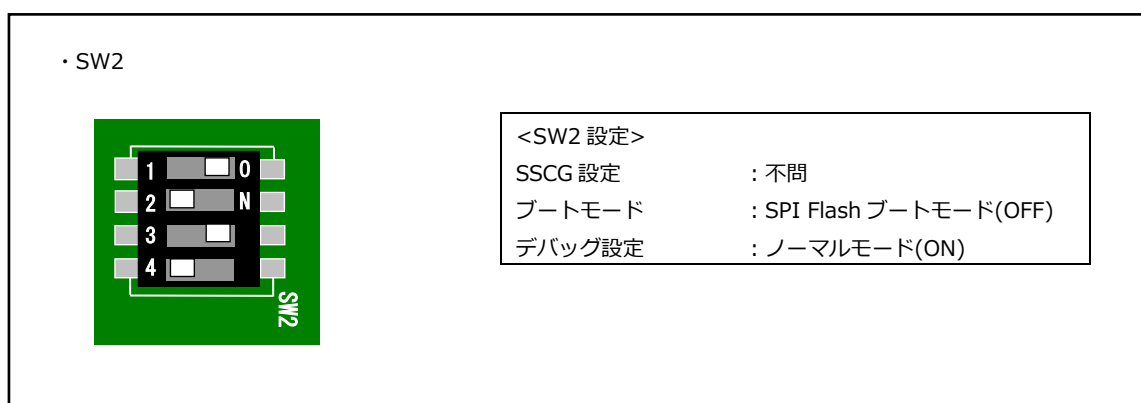 ・SW2
1 O
2 N
3
4
SW2
<SW2 設定>
SSCG 設定 : 不問
ブートモード : SPI Flash ブートモード(OFF)
デバッグ設定 : ノーマルモード(ON)